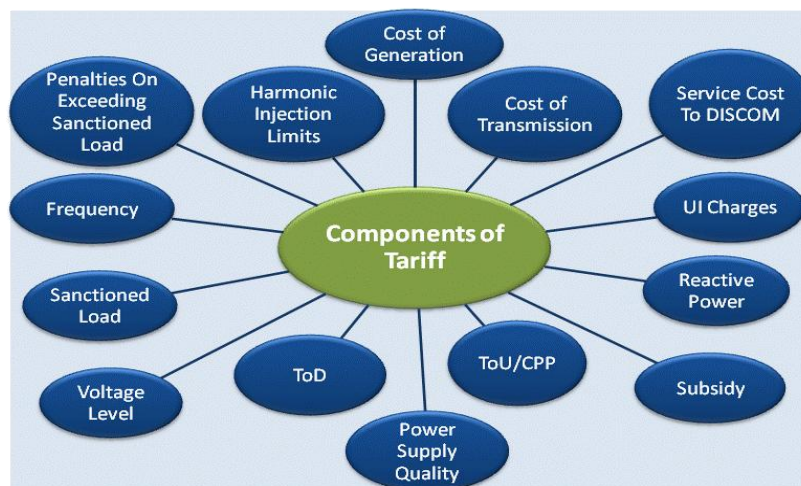 Cost of
Generation
Penalties On
Exceeding
Sanctioned
Load
Harmonic
Injection
Limits
Cost of
Transmission
Service Cost
To DISCOM
Frequency
Components of
Tariff
UI Charges
Sanctioned
Load
Reactive
Power
Voltage
Level
ToD
ToU/CPP
Subsidy
Power
Supply
Quality